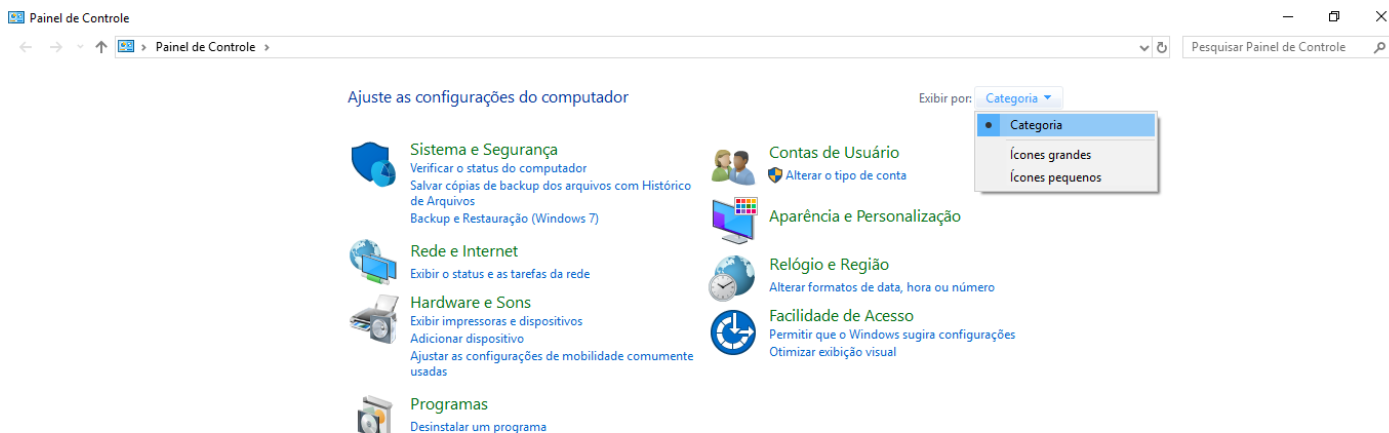 Painel de Controle
Painel de Controle
Pesquisar Painel de Controle
Ajuste as configurações do computador
Exibir por: Categoria
Categoria
Ícones grandes
Ícones pequenos
Sistema e Segurança
Verificar o status do computador
Salvar cópias de backup dos arquivos com Histórico
de Arquivos
Backup e Restauração (Windows 7)
Rede e Internet
Exibir o status e as tarefas da rede
Hardware e Sons
Exibir impressoras e dispositivos
Adicionar dispositivo
Ajustar as configurações de mobilidade comumente
usadas
Programas
Desinstalar um programa
Contas de Usuário
Alterar o tipo de conta
Aparência e Personalização
Relógio e Região
Alterar formatos de data, hora ou número
Facilidade de Acesso
Permitir que o Windows sugira configurações
Otimizar exibição visual